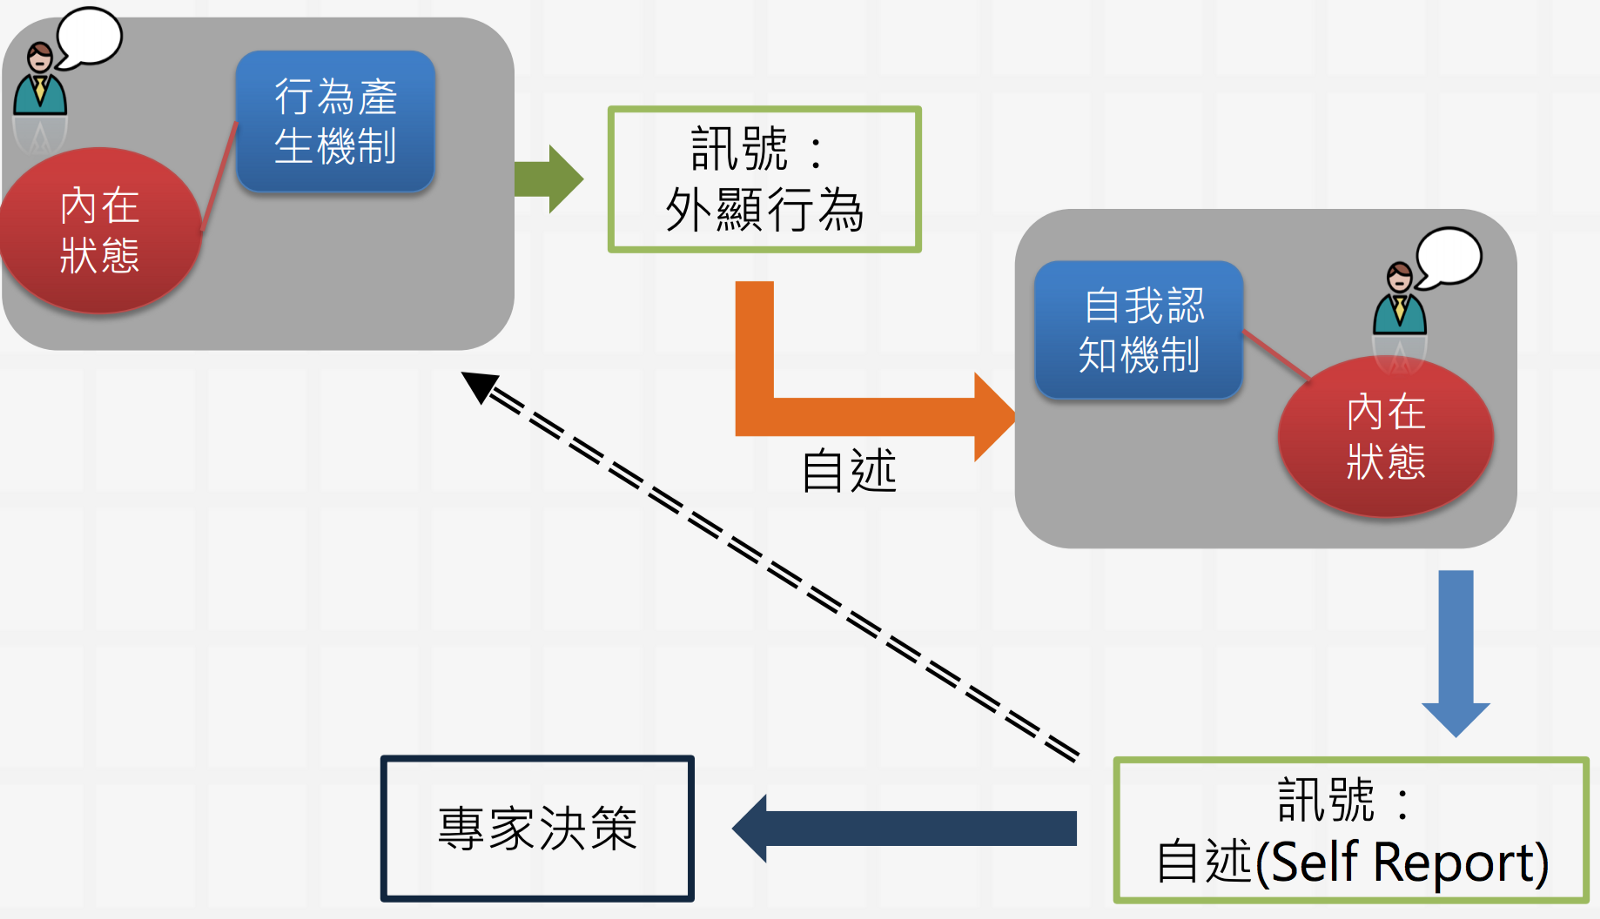 行為產
生機制
內在
狀態
訊號：
外顯行為
自我認
知機制
內在
狀態
自述
訊號：
自述(Self Report)
專家決策